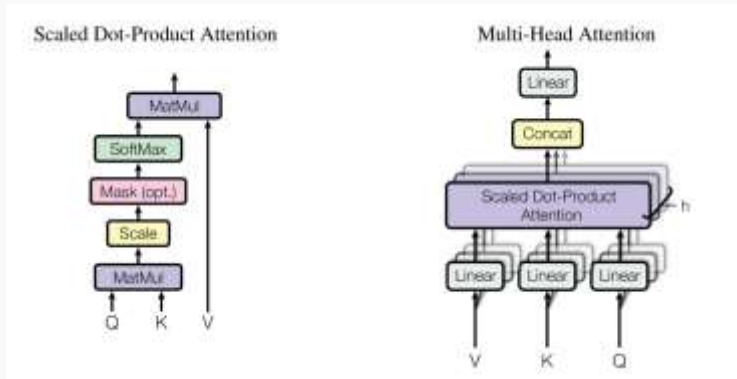 Scaled Dot-Product Attention
MatMul
SoftMax
Mask (opt.)
Scale
MatMul
Q K V
Multi-Head Attention
Linear
Concat
Scaled Dot-Product
Attention
h
Linear Linear Linear
V K Q